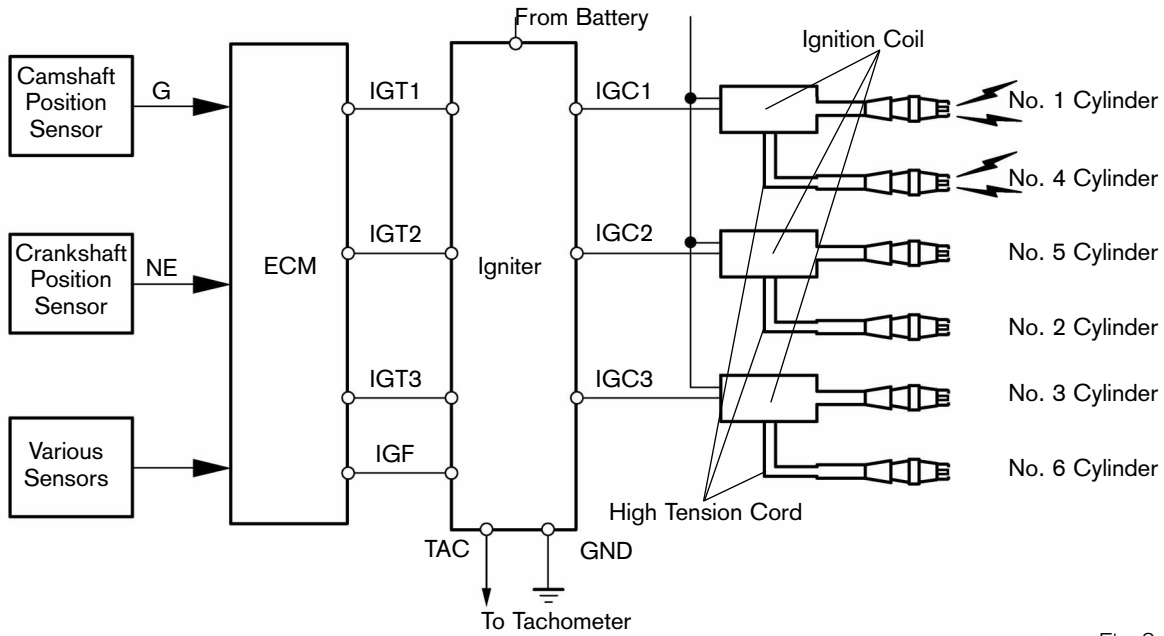 From Battery
Ignition Coil
Camshaft
Position
Sensor
G
IGT1
IGC1
No. 1 Cylinder
No. 4 Cylinder
Crankshaft
Position
Sensor
NE
ECM
IGT2
Igniter
IGC2
No. 5 Cylinder
No. 2 Cylinder
IGT3
IGC3
No. 3 Cylinder
Various
Sensors
IGF
No. 6 Cylinder
High Tension Cord
TAC
GND
To Tachometer